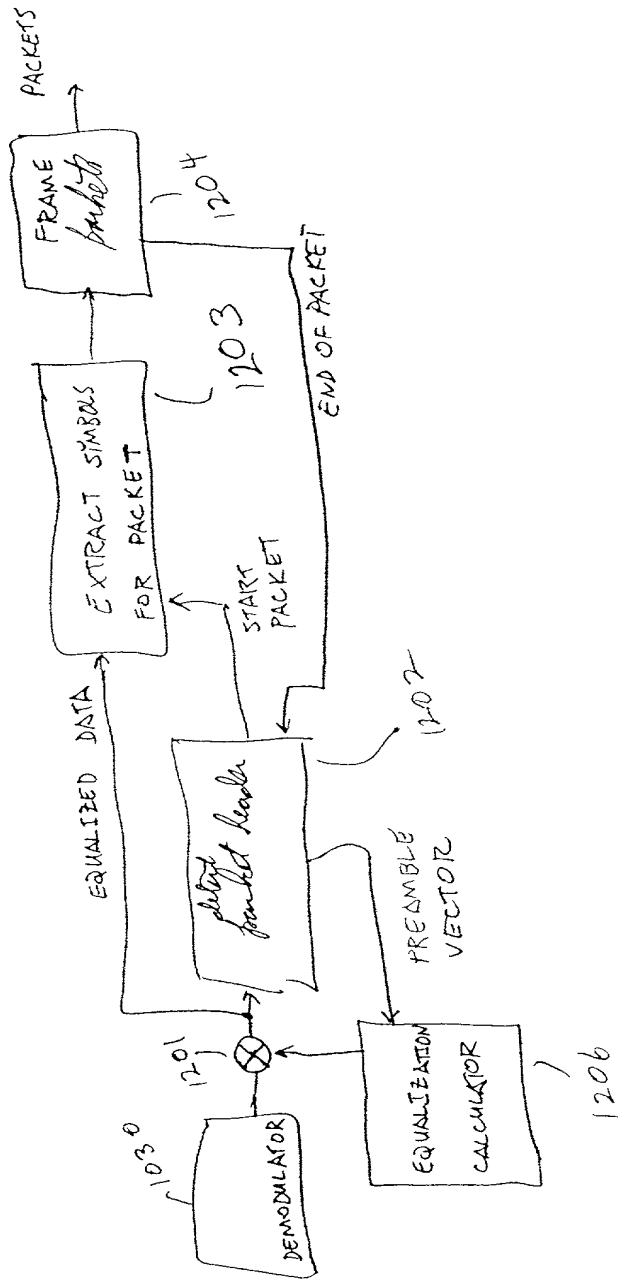 1030
DEMODULATOR
1201
EQUALIZED DATA
detect
packet header
1202
PREAMBLE
VECTOR
EQUALIZATION
CALCULATOR
1206
START
PACKET
EXTRACT SYMBOLS
FOR PACKET
1203
FRAME
packets
1204
PACKETS
END OF PACKET